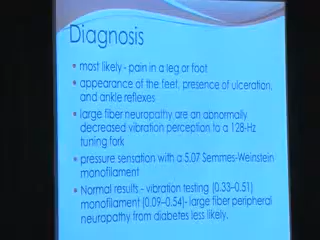 Diagnosis
• most likely - pain in a leg or foot
• appearance of the feet, presence of ulceration,
and ankle reflexes
• large fiber neuropathy are an abnormally
decreased vibration perception to a 128-Hz
tuning fork
• pressure sensation with a 5.07 Semmes-Weinstein
monofilament
• Normal results - vibration testing (0.33–0.51)
monofilament (0.09–0.54)- large fiber peripheral
neuropathy from diabetes less likely.